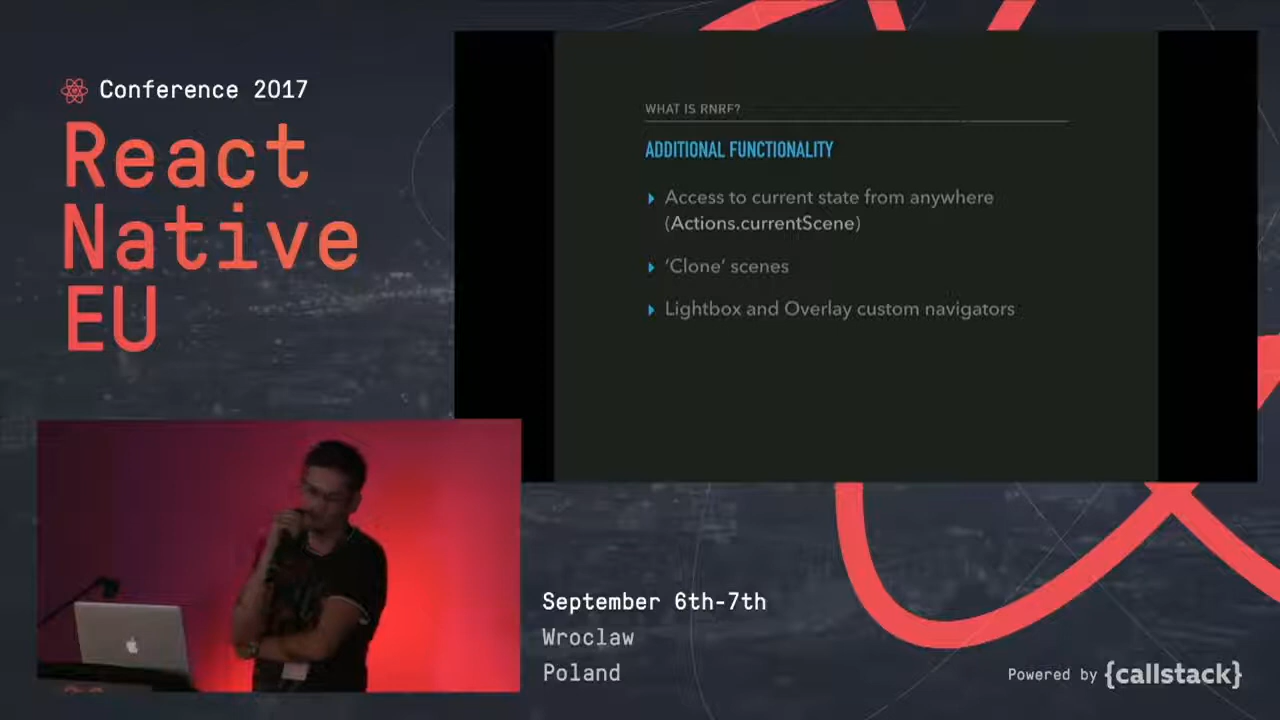 Conference 2017
React
Native
EU
WHAT IS RNRF?
ADDITIONAL FUNCTIONALITY
Access to current state from anywhere
(Actions.currentScene)
‘Clone’ scenes
Lightbox and Overlay custom navigators
September 6th-7th
Wroclaw
Poland
Powered by {callstack}